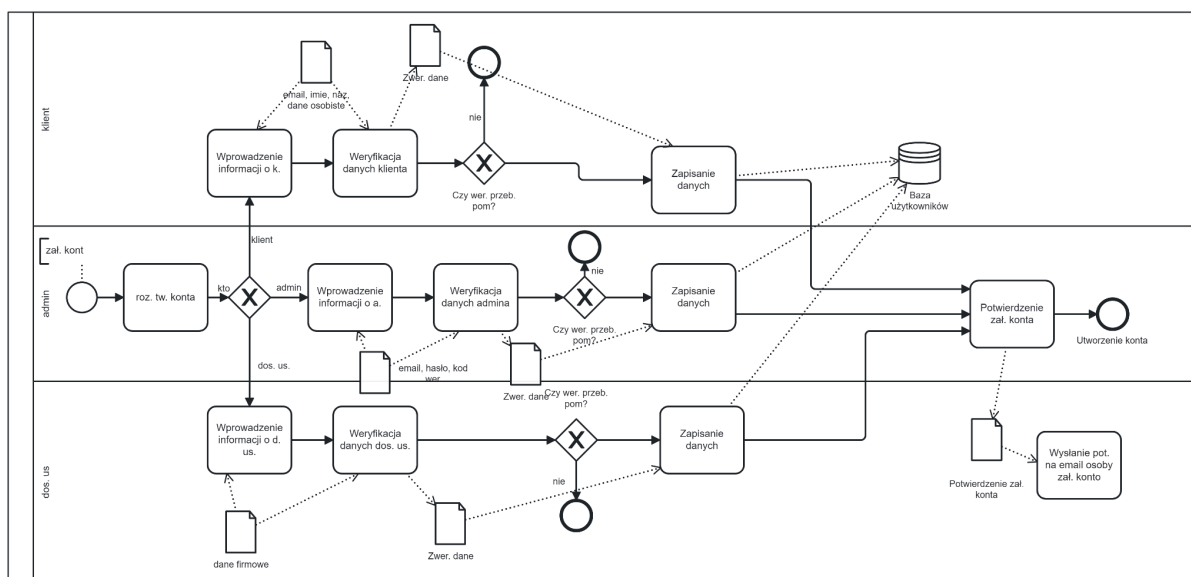 klient
email, imie, naz,
dane osobiste
Zwer. dane
nie
Wprowadzenie
informacji o k.
Weryfikacja
danych klienta
Czy wer. przeb.
pom?
Zapisanie
danych
Baza
użytkowników
admin
zał. kont
klient
roz. tw. konta
kto
admin
Wprowadzenie
informacji o a.
Weryfikacja
danych admina
nie
Czy wer. przeb.
pom?
Zapisanie
danych
Potwierdzenie
zał. konta
Utworzenie konta
dos. us.
email, hasło, kod
wer
Zwer. dane
dos. us
Wprowadzenie
informacji o d.
us.
Weryfikacja
danych dos. us.
Czy wer. przeb.
pom?
nie
Zapisanie
danych
dane firmowe
Zwer. dane
Potwierdzenie zał.
konta
Wysłanie pot.
na email osoby
zał. konto